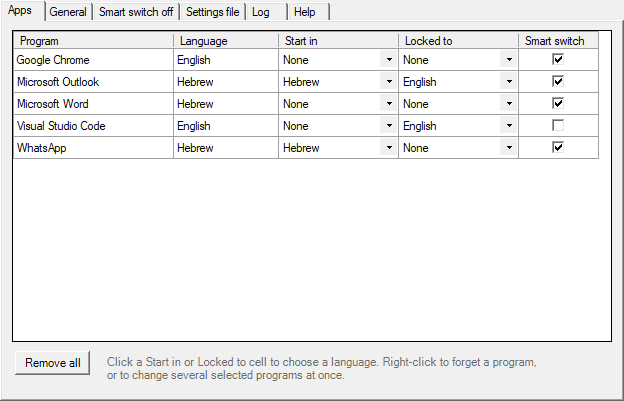 Apps General Smart switch off Settings file Log Help
Program Language Start in Locked to Smart switch
Google Chrome English None None
Microsoft Outlook Hebrew Hebrew English
Microsoft Word Hebrew None None
Visual Studio Code English None English
WhatsApp Hebrew Hebrew None
Remove all
Click a Start in or Locked to cell to choose a language. Right-click to forget a program,
or to change several selected programs at once.